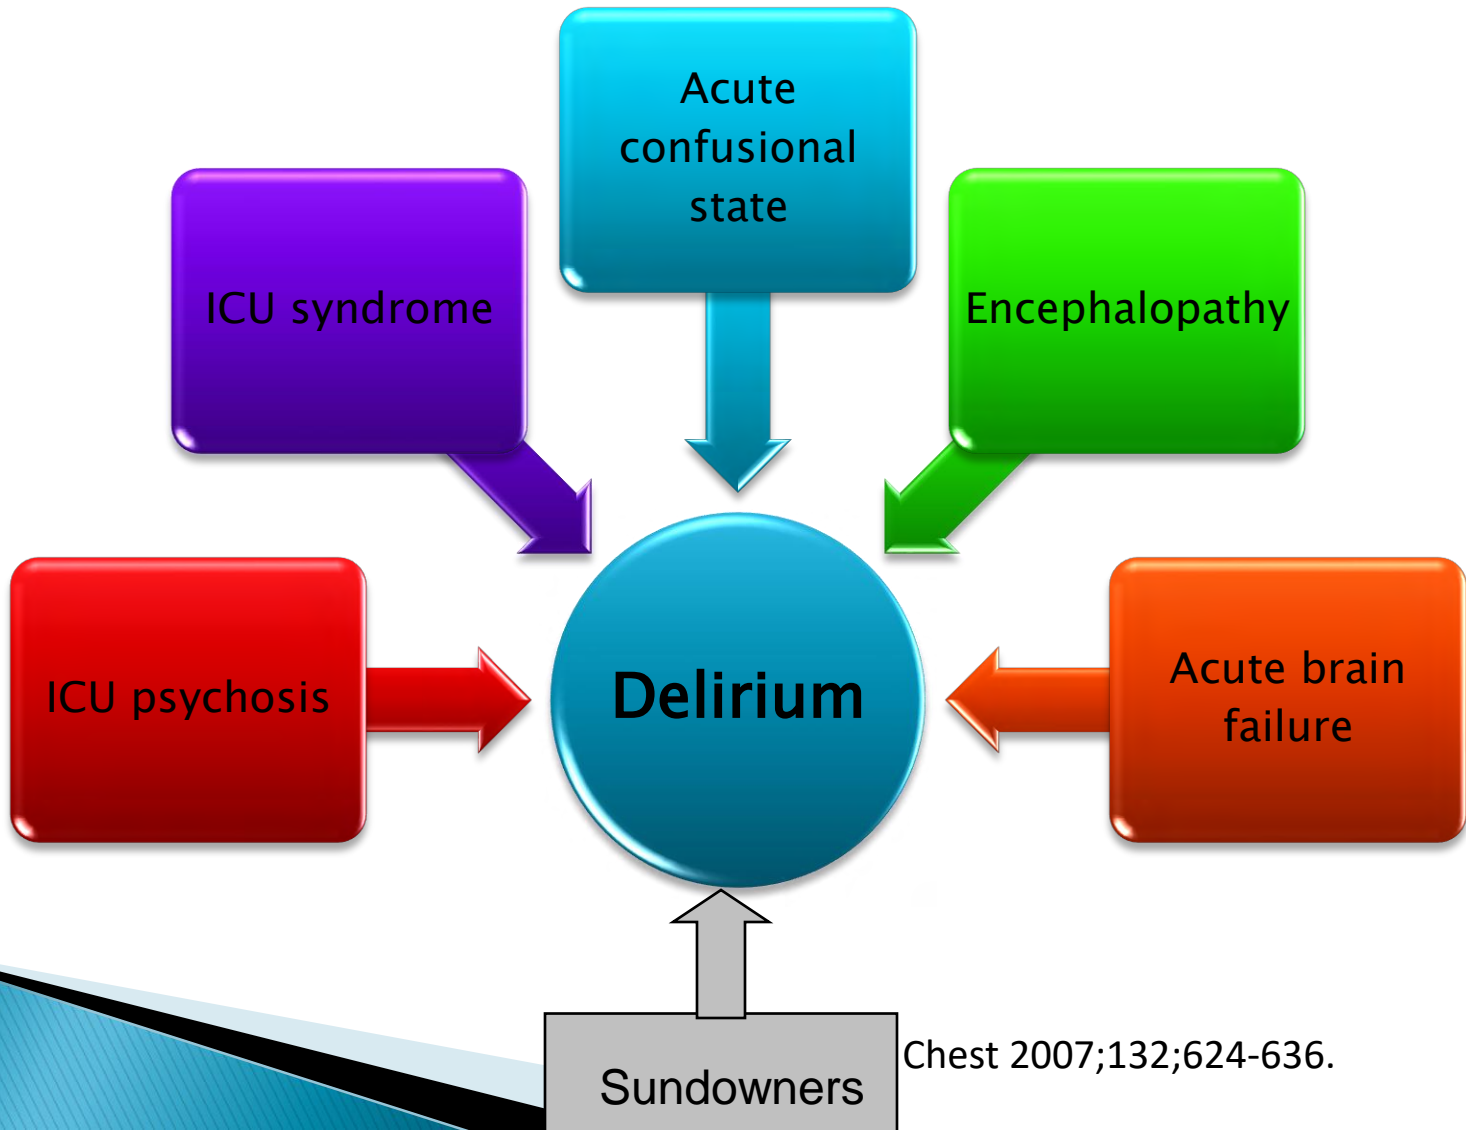 Acute
confusional
state
ICU syndrome
Encephalopathy
ICU psychosis
Delirium
Acute brain
failure
Sundowners
Chest 2007;132;624-636.